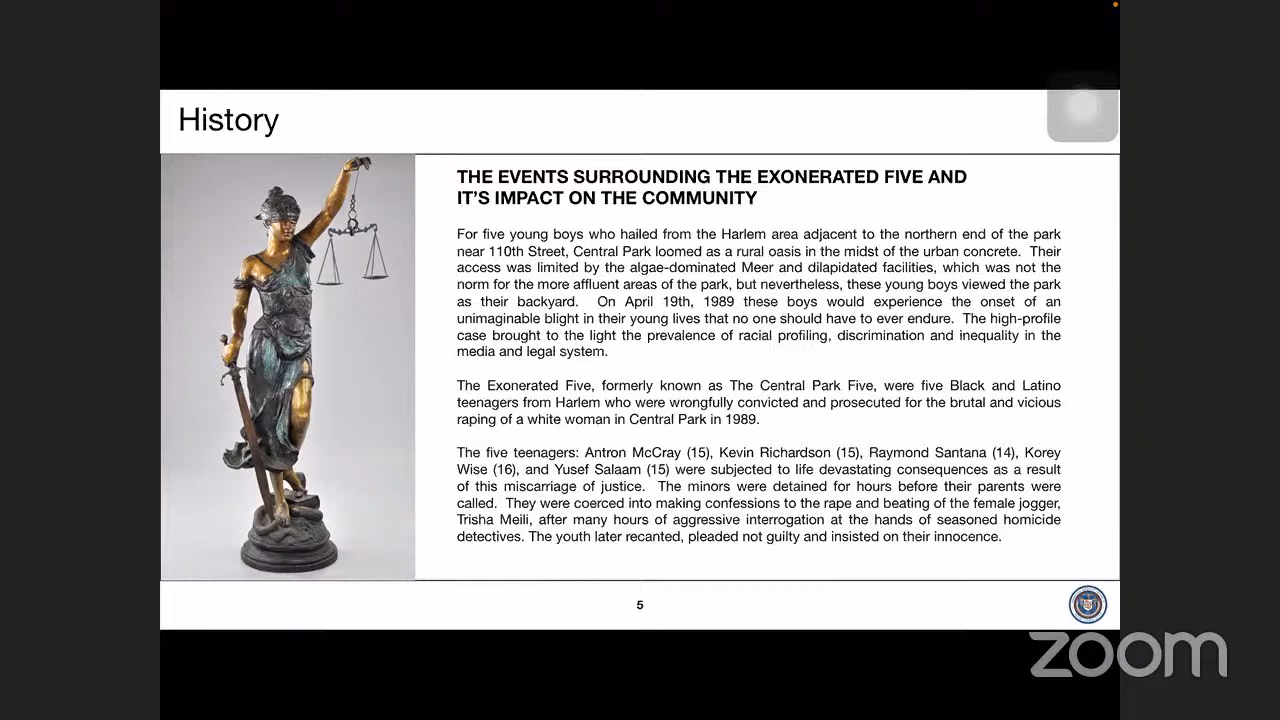 History
THE EVENTS SURROUNDING THE EXONERATED FIVE AND
IT'S IMPACT ON THE COMMUNITY
For five young boys who hailed from the Harlem area adjacent to the northern end of the park
near 110th Street, Central Park loomed as a rural oasis in the midst of the urban concrete. Their
access was limited by the algae-dominated Meer and dilapidated facilities, which was not the
norm for the more affluent areas of the park, but nevertheless, these young boys viewed the park
as their backyard. On April 19th, 1989 these boys would experience the onset of an
unimaginable blight in their young lives that no one should have to ever endure. The high-profile
case brought to the light the prevalence of racial profiling, discrimination and inequality in the
media and legal system.
The Exonerated Five, formerly known as The Central Park Five, were five Black and Latino
teenagers from Harlem who were wrongfully convicted and prosecuted for the brutal and vicious
raping of a white woman in Central Park in 1989.
The five teenagers: Antron McCray (15), Kevin Richardson (15), Raymond Santana (14), Korey
Wise (16), and Yusef Salaam (15) were subjected to life devastating consequences as a result
of this miscarriage of justice. The minors were detained for hours before their parents were
called. They were coerced into making confessions to the rape and beating of the female jogger,
Trisha Meili, after many hours of aggressive interrogation at the hands of seasoned homicide
detectives. The youth later recanted, pleaded not guilty and insisted on their innocence.
5
zoom